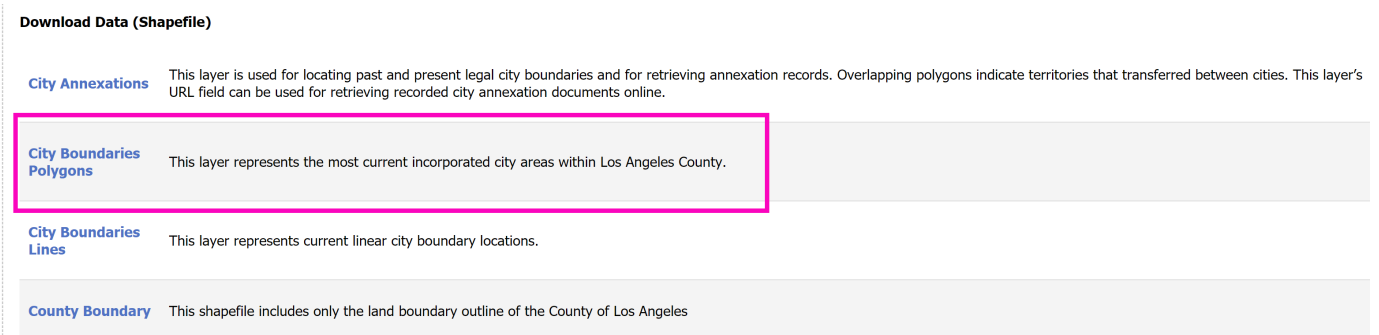 Download Data (Shapefile)
City Annexations
This layer is used for locating past and present legal city boundaries and for retrieving annexation records. Overlapping polygons indicate territories that transferred between cities. This layer's
URL field can be used for retrieving recorded city annexation documents online.
City Boundaries
Polygons
This layer represents the most current incorporated city areas within Los Angeles County.
City Boundaries
Lines
This layer represents current linear city boundary locations.
County Boundary
This shapefile includes only the land boundary outline of the County of Los Angeles